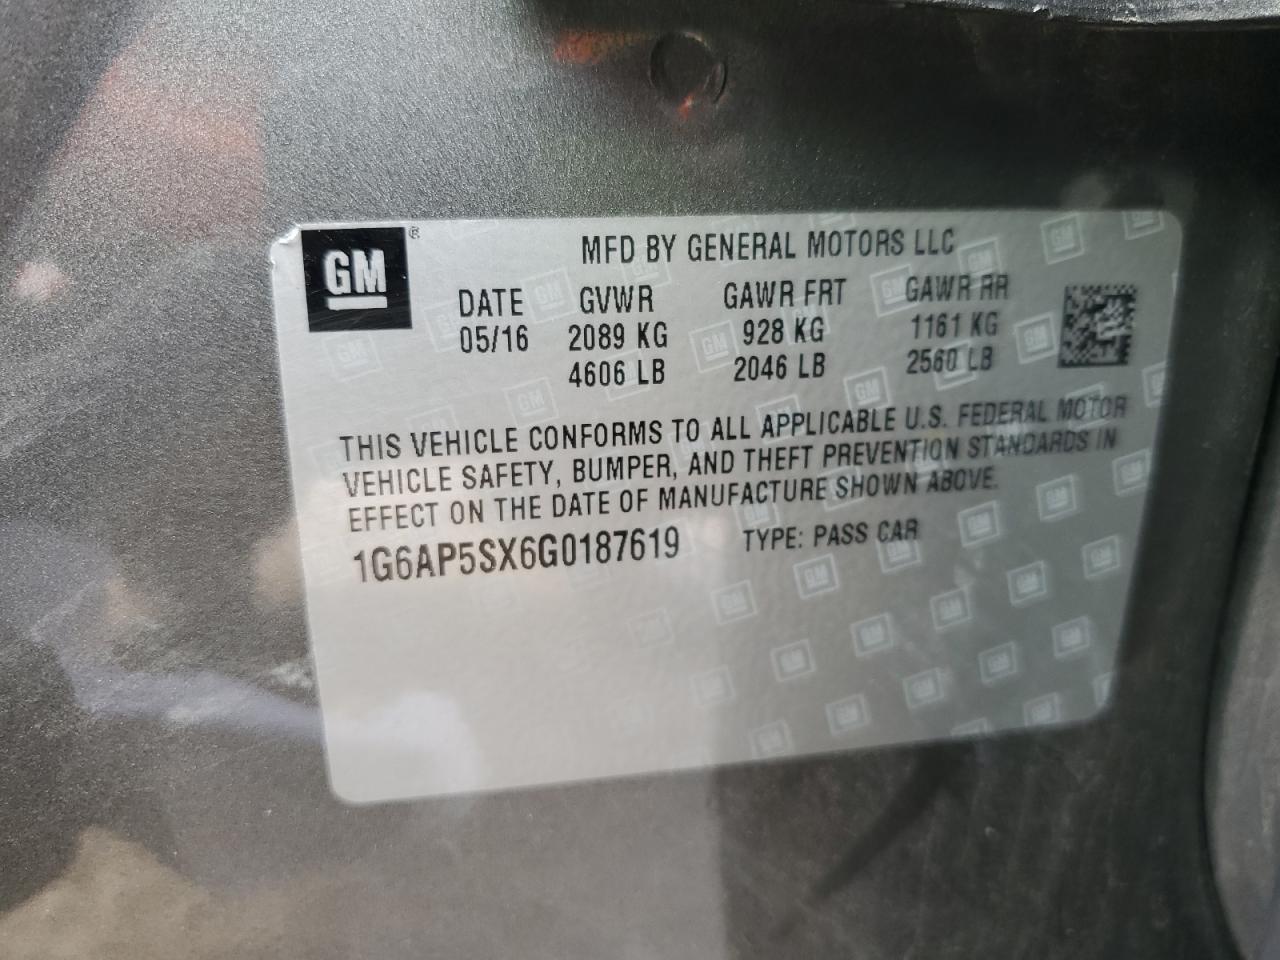 GM®
MFD BY GENERAL MOTORS LLC
DATE GVWR GAWR FRT GAWR RR
05/16 2089 KG 928 KG 1161 KG
4606 LB 2046 LB 2560 LB
THIS VEHICLE CONFORMS TO ALL APPLICABLE U.S. FEDERAL MOTOR
VEHICLE SAFETY, BUMPER, AND THEFT PREVENTION STANDARDS IN
EFFECT ON THE DATE OF MANUFACTURE SHOWN ABOVE.
1G6AP5SX6G0187619 TYPE: PASS CAR